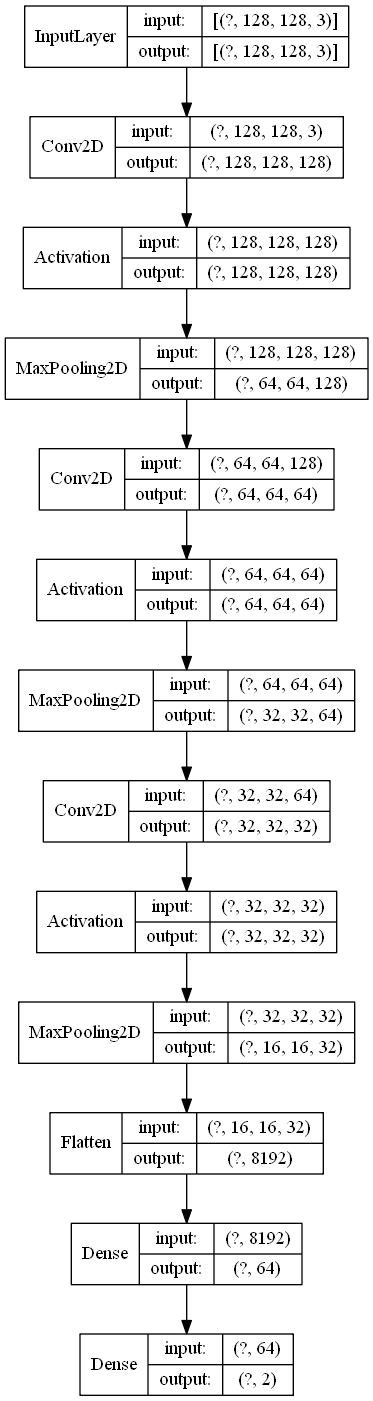 InputLayer input: [(?, 128, 128, 3)]
output: [(?, 128, 128, 3)]
Conv2D input: (?, 128, 128, 3)
output: (?, 128, 128, 128)
Activation input: (?, 128, 128, 128)
output: (?, 128, 128, 128)
MaxPooling2D input: (?, 128, 128, 128)
output: (?, 64, 64, 128)
Conv2D input: (?, 64, 64, 128)
output: (?, 64, 64, 64)
Activation input: (?, 64, 64, 64)
output: (?, 64, 64, 64)
MaxPooling2D input: (?, 64, 64, 64)
output: (?, 32, 32, 64)
Conv2D input: (?, 32, 32, 64)
output: (?, 32, 32, 32)
Activation input: (?, 32, 32, 32)
output: (?, 32, 32, 32)
MaxPooling2D input: (?, 32, 32, 32)
output: (?, 16, 16, 32)
Flatten input: (?, 16, 16, 32)
output: (?, 8192)
Dense input: (?, 8192)
output: (?, 64)
Dense input: (?, 64)
output: (?, 2)